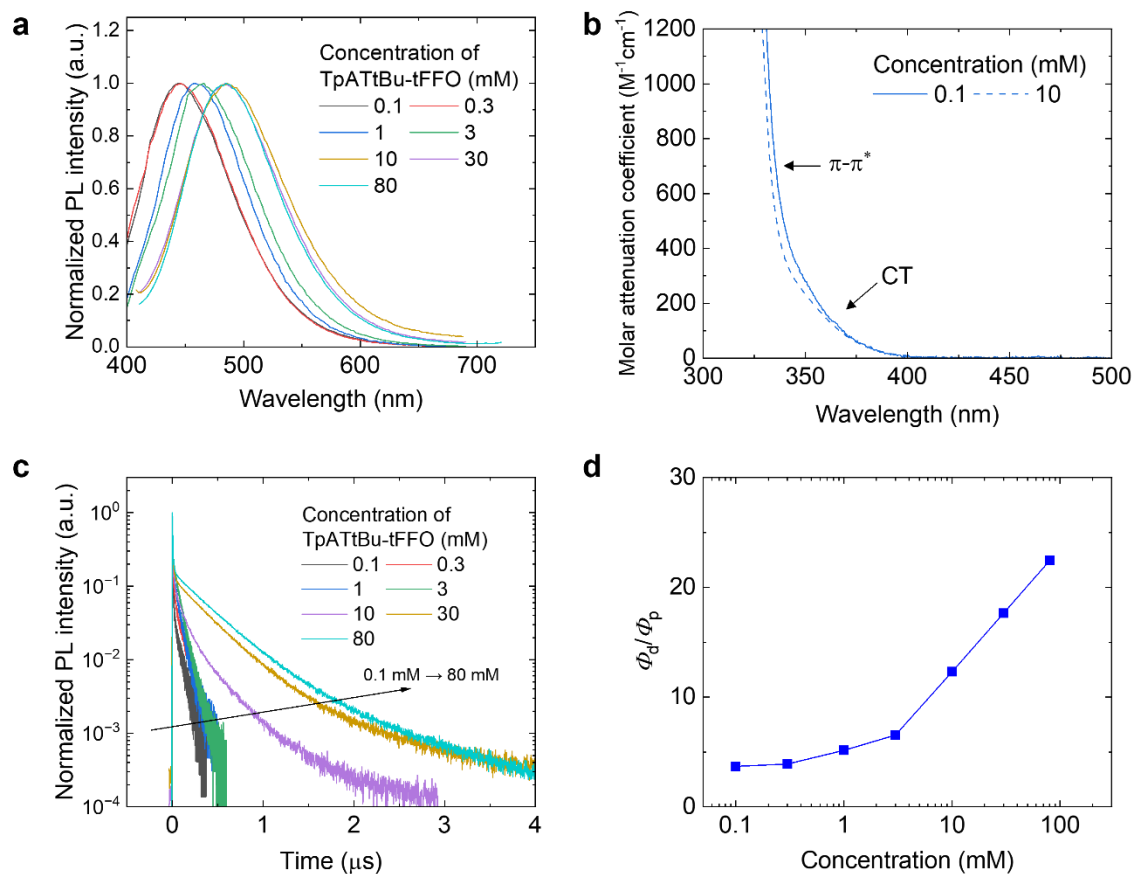 a
Normalized PL intensity (a.u.)
1.2
1.0
0.8
0.6
0.4
0.2
0.0
400 500 600 700
Wavelength (nm)
Concentration of
TpATtBu-tFFO (mM)
0.1 0.3
1 3
10 30
80
b
Molar attenuation coefficient (M⁻¹cm⁻¹)
1200
1000
800
600
400
200
0
300 350 400 450 500
Wavelength (nm)
Concentration (mM)
0.1 10
π-π*
CT
c
Normalized PL intensity (a.u.)
10⁰
10⁻¹
10⁻²
10⁻³
10⁻⁴
0 1 2 3 4
Time (μs)
Concentration of
TpATtBu-tFFO (mM)
0.1 0.3
1 3
10 30
80
0.1 mM → 80 mM
d
Φd/Φp
30
20
10
0
0.1 1 10 100
Concentration (mM)